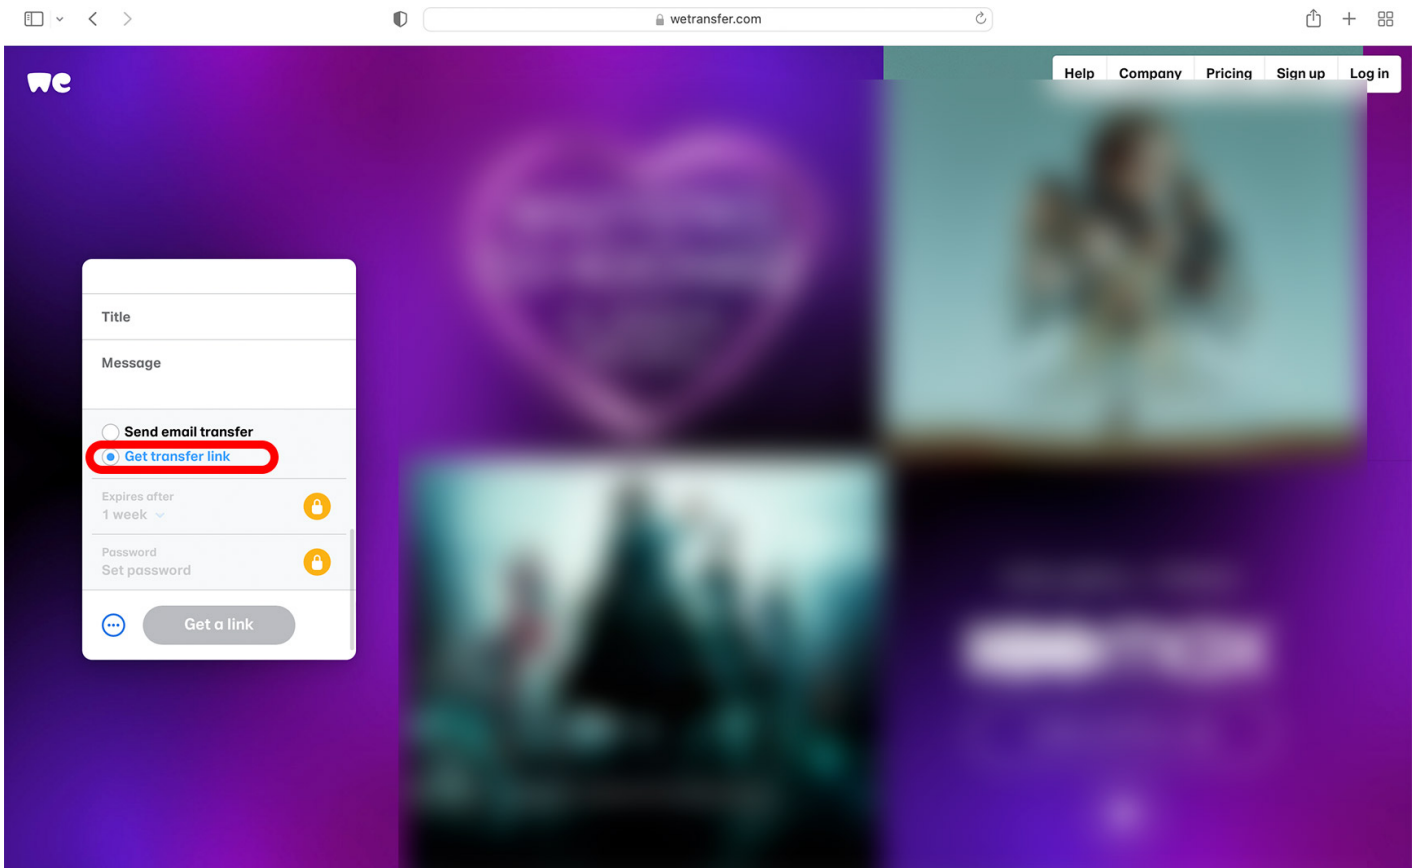 wetransfer.com
we
Help Company Pricing Sign up Log in
Title
Message
Send email transfer
Get transfer link
Expires after
1 week
Password
Set password
Get a link